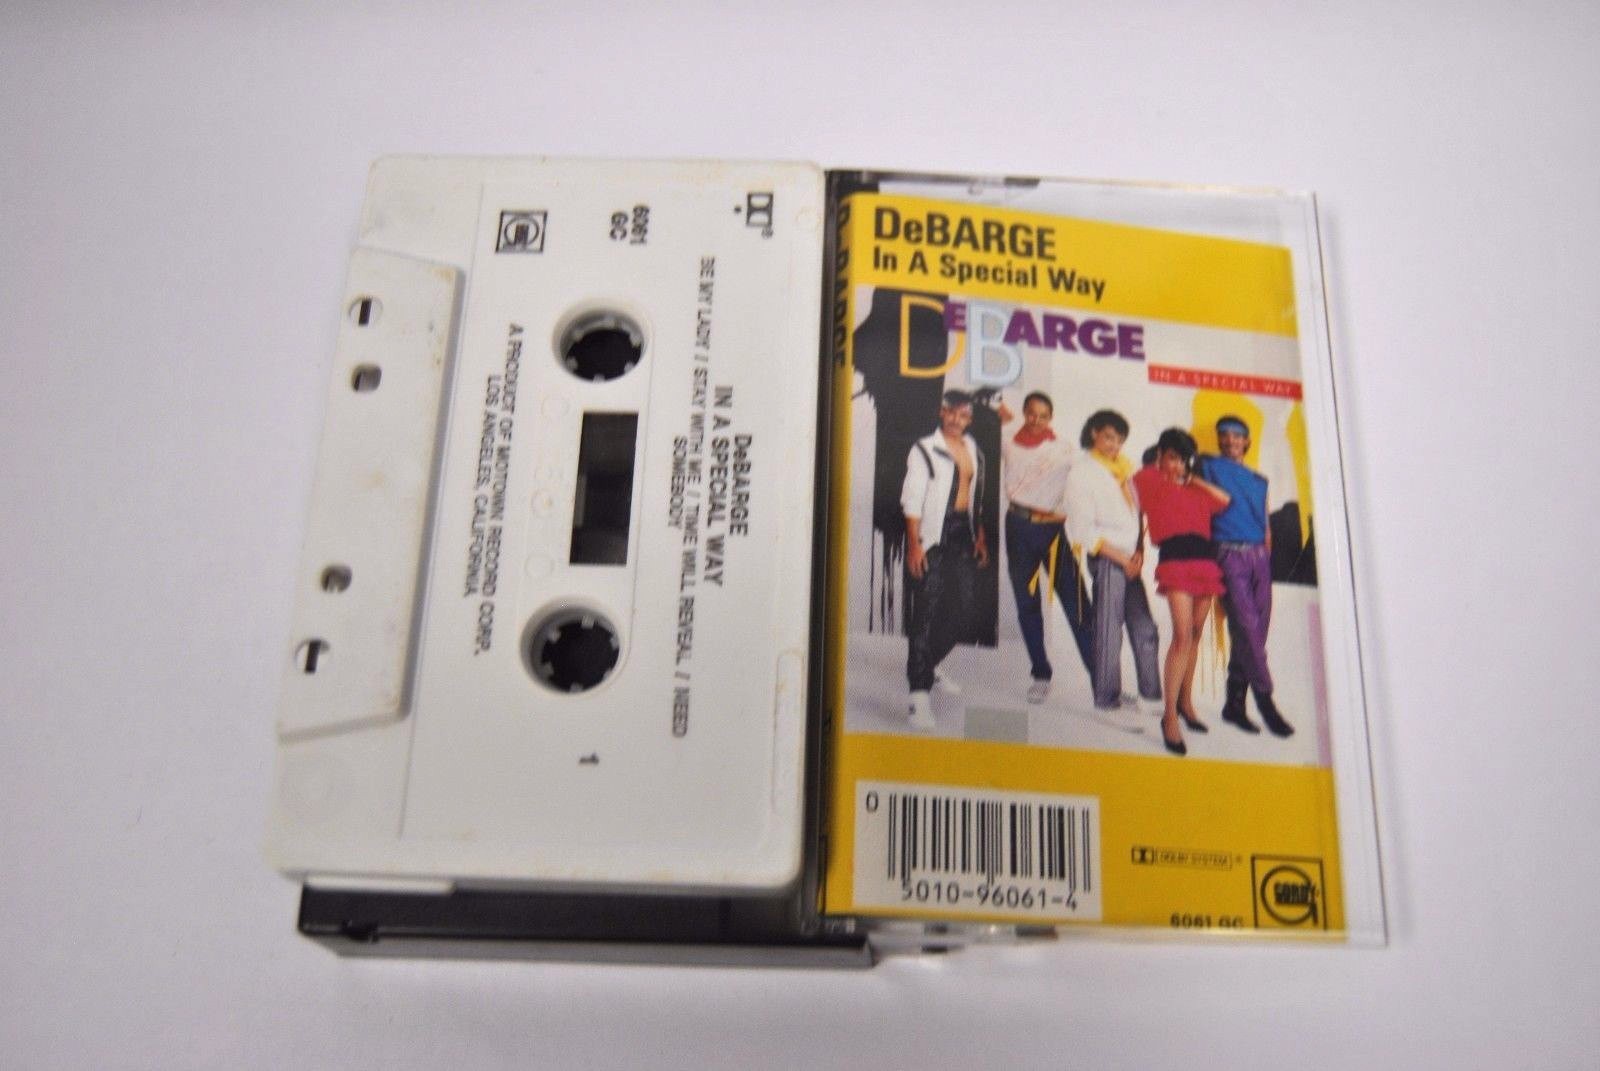 6061
GC
DeBARGE
IN A SPECIAL WAY
BE MY LADY / STAY WITH ME / TIME WILL REVEAL / NEED
SOMEBODY
1
A PRODUCT OF MOTOWN RECORD CORP.
LOS ANGELES, CALIFORNIA
DeBARGE
DeBARGE
In A Special Way
DEBARGE
IN A SPECIAL WAY
0
5010-96061-4
DOLBY SYSTEM ®
GORDY
6061 GC